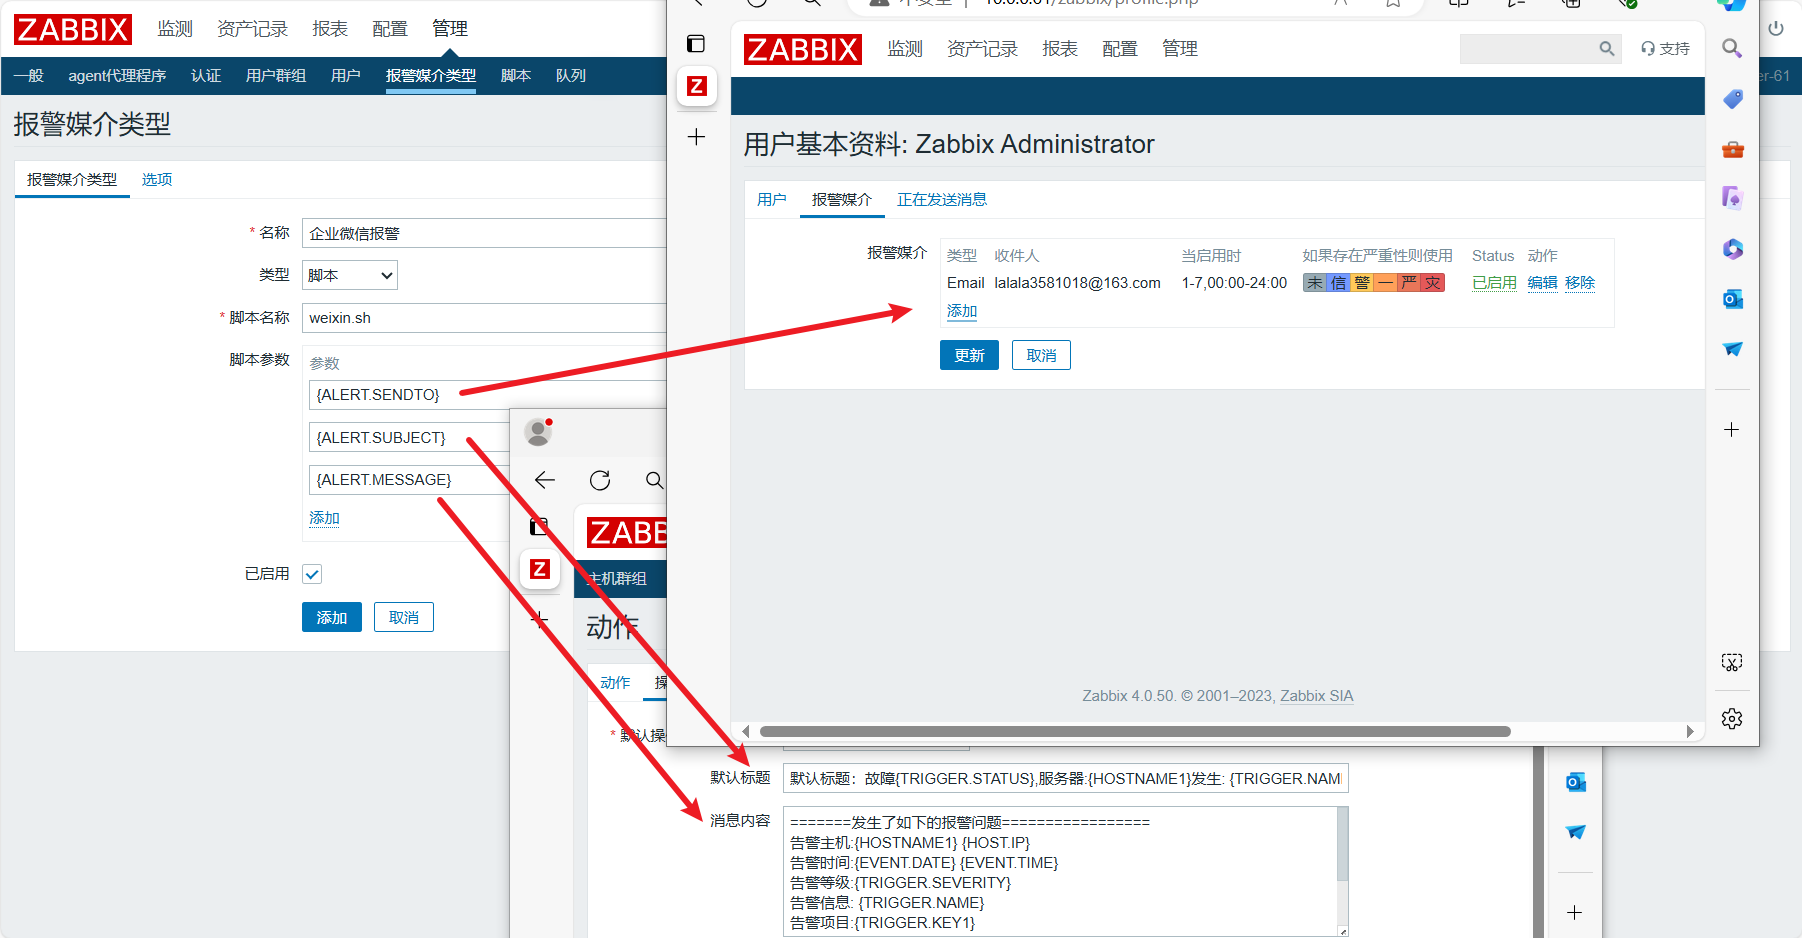 ZABBIX
监测
资产记录
报表
配置
管理
一般
agent代理程序
认证
用户群组
用户
报警媒介类型
脚本
队列
报警媒介类型
报警媒介类型
选项
* 名称
企业微信报警
类型
脚本
* 脚本名称
weixin.sh
脚本参数
参数
{ALERT.SENDTO}
{ALERT.SUBJECT}
{ALERT.MESSAGE}
添加
已启用
添加
取消
er-61
ZABBIX
监测
资产记录
报表
配置
管理
支持
用户基本资料: Zabbix Administrator
用户
报警媒介
正在发送消息
报警媒介
类型 收件人 当启用时 如果存在严重性则使用 Status 动作
Email lalala3581018@163.com 1-7,00:00-24:00 未 信 警 一 严 灾 已启用 编辑 移除
添加
更新
取消
Zabbix 4.0.50. © 2001–2023, Zabbix SIA
ZABB
主机群组
动作
动作
* 默认操
默认标题
默认标题：故障{TRIGGER.STATUS},服务器:{HOSTNAME1}发生: {TRIGGER.NAM
消息内容
=======发生了如下的报警问题=================
告警主机:{HOSTNAME1} {HOST.IP}
告警时间:{EVENT.DATE} {EVENT.TIME}
告警等级:{TRIGGER.SEVERITY}
告警信息: {TRIGGER.NAME}
告警项目:{TRIGGER.KEY1}